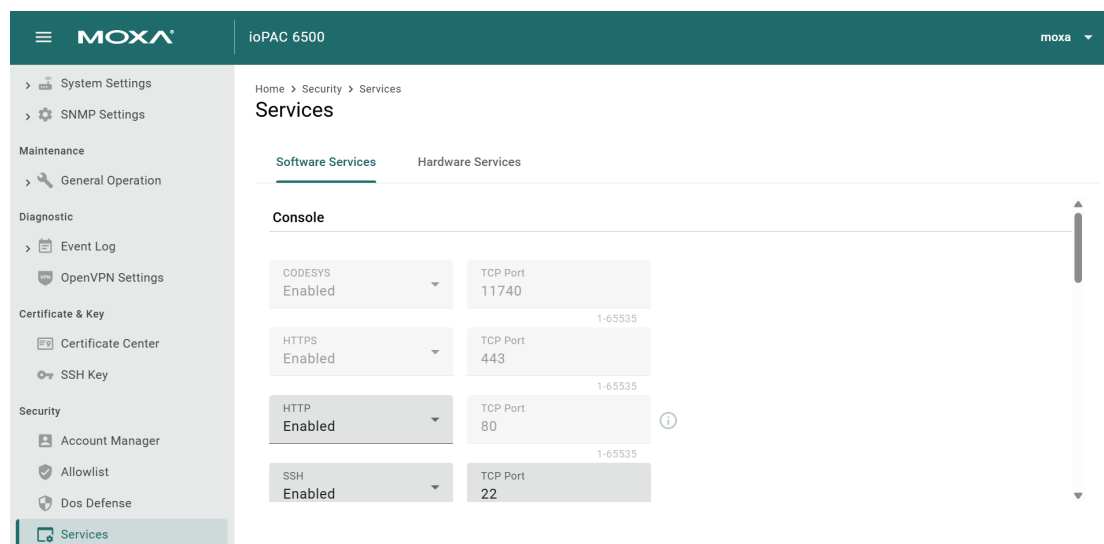 MOXA
ioPAC 6500
moxa
System Settings
SNMP Settings
Maintenance
General Operation
Diagnostic
Event Log
VPN
OpenVPN Settings
Certificate & Key
Certificate Center
SSH Key
Security
Account Manager
Allowlist
Dos Defense
Services
Home > Security > Services
Services
Software Services
Hardware Services
Console
CODESYS
Enabled
TCP Port
11740
1-65535
HTTPS
Enabled
TCP Port
443
1-65535
HTTP
Enabled
TCP Port
80
1-65535
SSH
Enabled
TCP Port
22